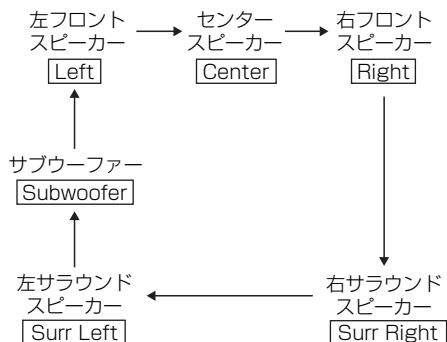 左フロント
スピーカー
Left
センター
スピーカー
Center
右フロント
スピーカー
Right
サブウーファー
Subwoofer
左サラウンド
スピーカー
Surr Left
右サラウンド
スピーカー
Surr Right